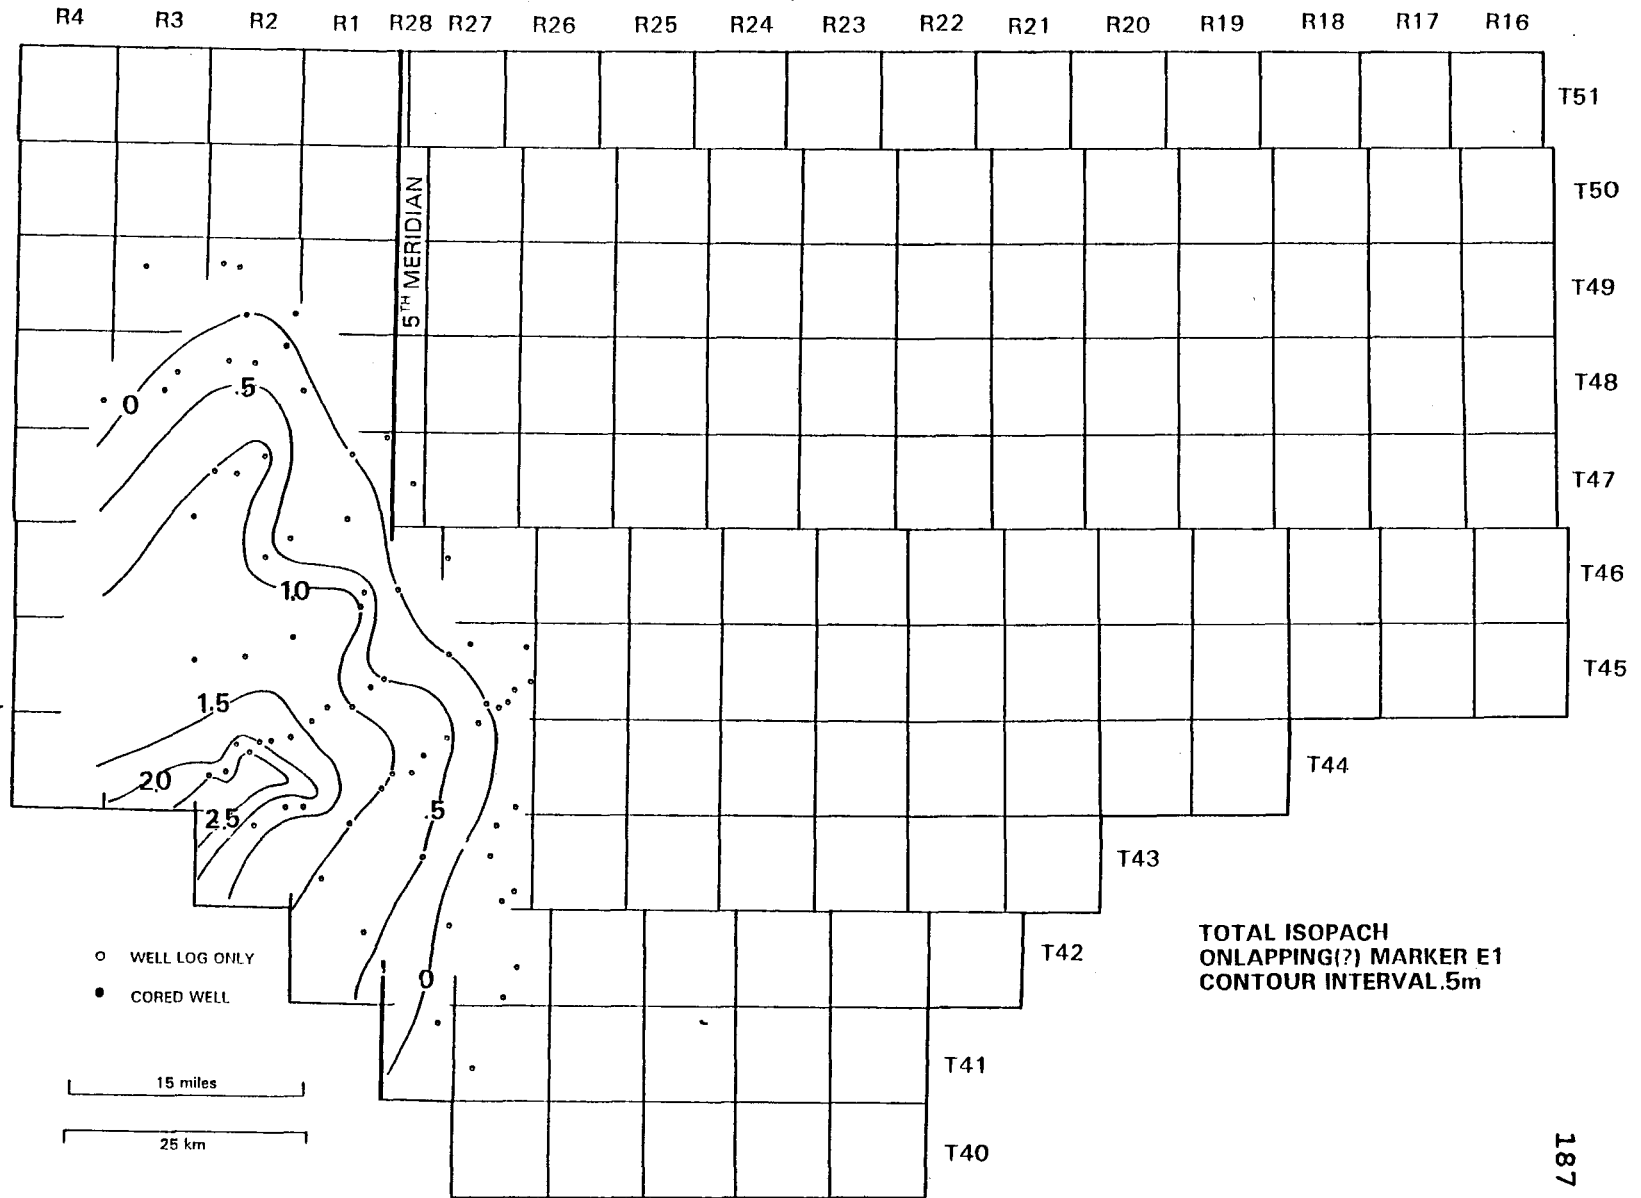 R4 R3 R2 R1 R28 R27 R26 R25 R24 R23 R22 R21 R20 R19 R18 R17 R16
T51
5TH MERIDIAN
T50
T49
T48
.5
0
T47
T46
1.0
T45
1.5
T44
2.0
2.5
.5
T43
T42
TOTAL ISOPACH
ONLAPPING(?) MARKER E1
CONTOUR INTERVAL .5m
WELL LOG ONLY
CORED WELL
0
T41
15 miles
25 km
T40
187